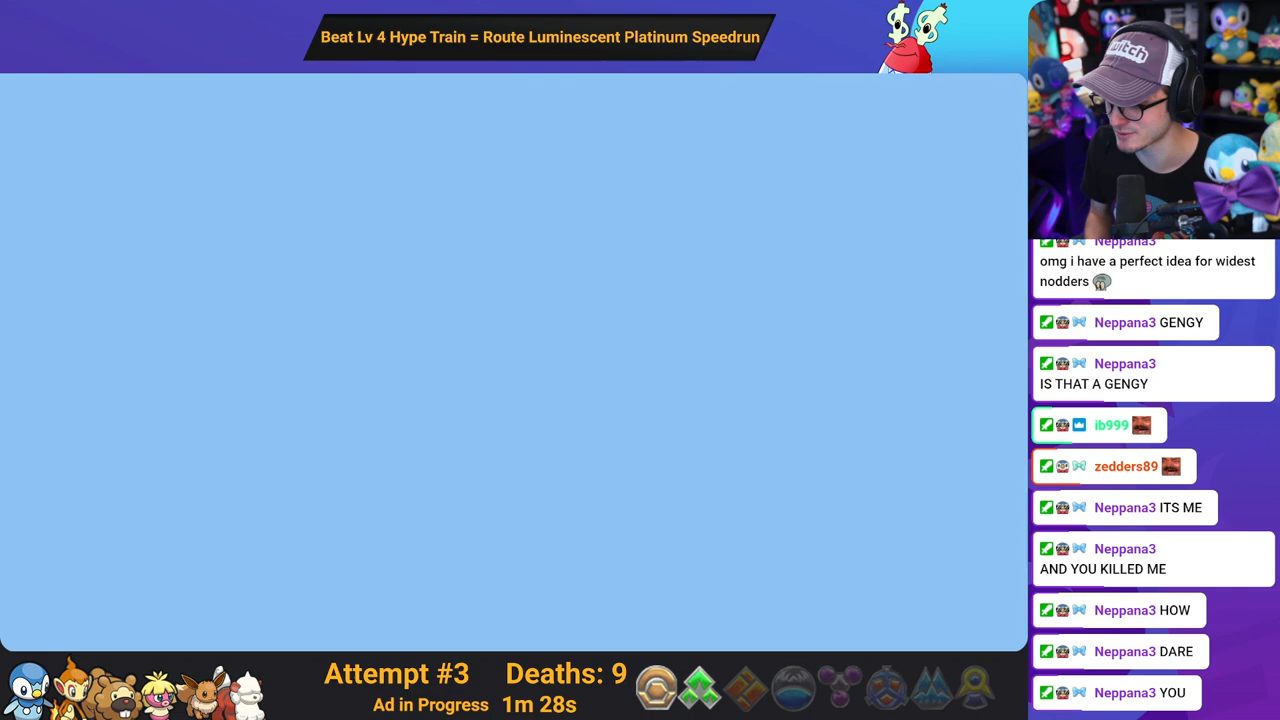 Beat Lv 4 Hype Train = Route Luminescent Platinum Speedrun
twitch
Neppana3
omg i have a perfect idea for widest
nodders
Neppana3 GENGY
Neppana3
IS THAT A GENGY
ib999
zedders89
Neppana3 ITS ME
Neppana3
AND YOU KILLED ME
Neppana3 HOW
Neppana3 DARE
Neppana3 YOU
Attempt #3 Deaths: 9
Ad in Progress 1m 28s